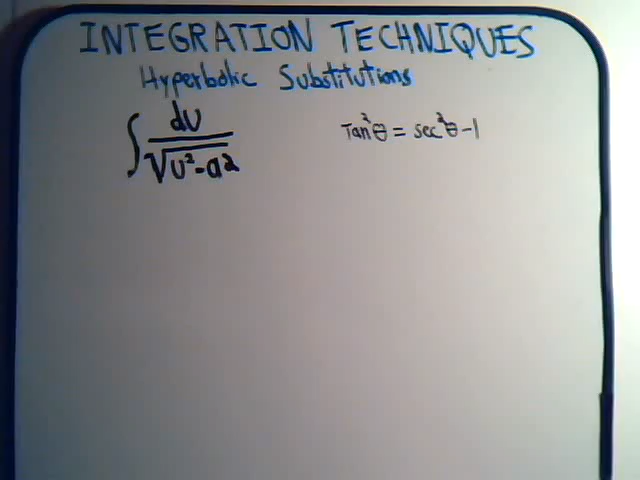 INTEGRATION TECHNIQUES
Hyperbolic Substitutions
∫ du / √(u² - a²)
Tan²θ = sec²θ - 1